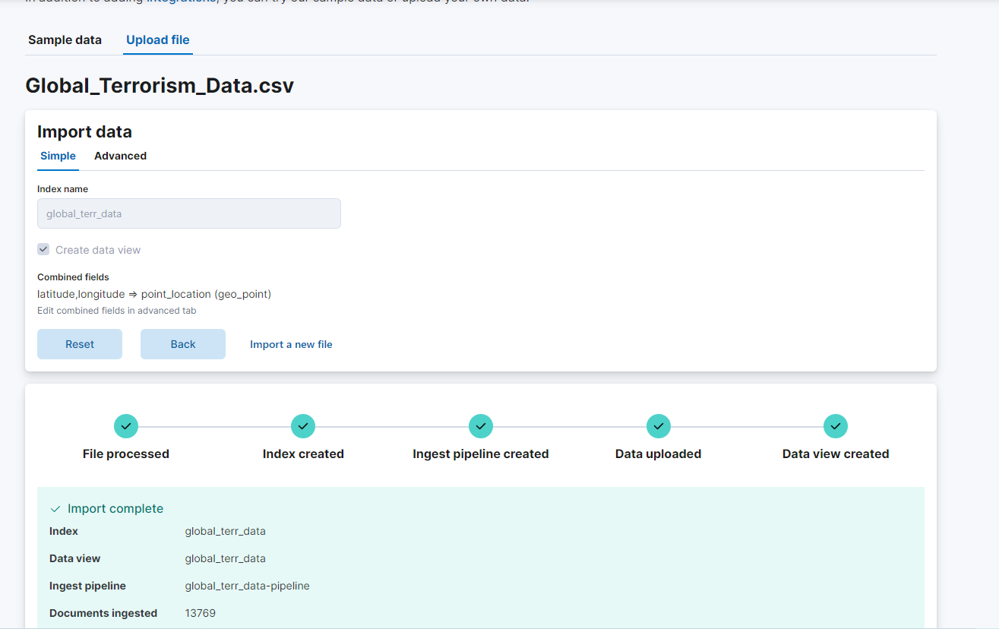 In addition to adding integrations, you can try our sample data or upload your own data.
Sample data Upload file
Global_Terrorism_Data.csv
Import data
Simple Advanced
Index name
global_terr_data
Create data view
Combined fields
latitude,longitude => point_location (geo_point)
Edit combined fields in advanced tab
Reset Back Import a new file
File processed Index created Ingest pipeline created Data uploaded Data view created
Import complete
Index global_terr_data
Data view global_terr_data
Ingest pipeline global_terr_data-pipeline
Documents ingested 13769